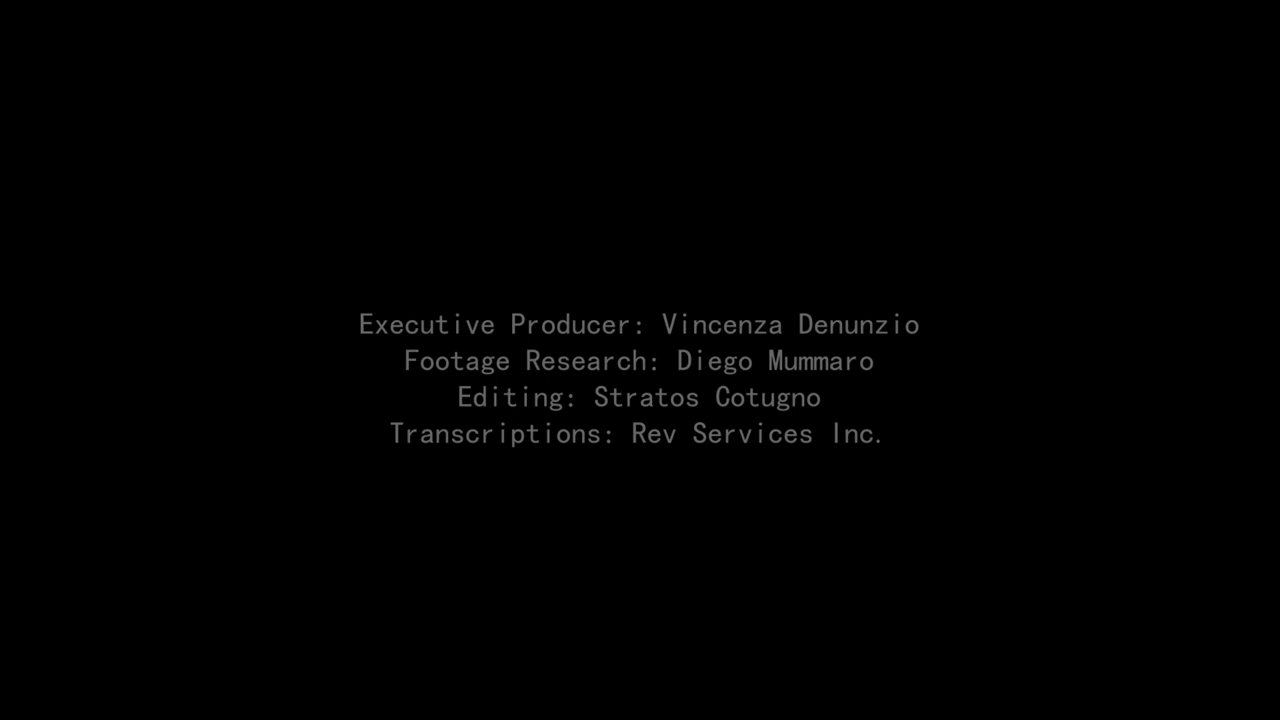 Executive Producer: Vincenza Denunzio
Footage Research: Diego Mummaro
Editing: Stratos Cotugno
Transcriptions: Rev Services Inc.